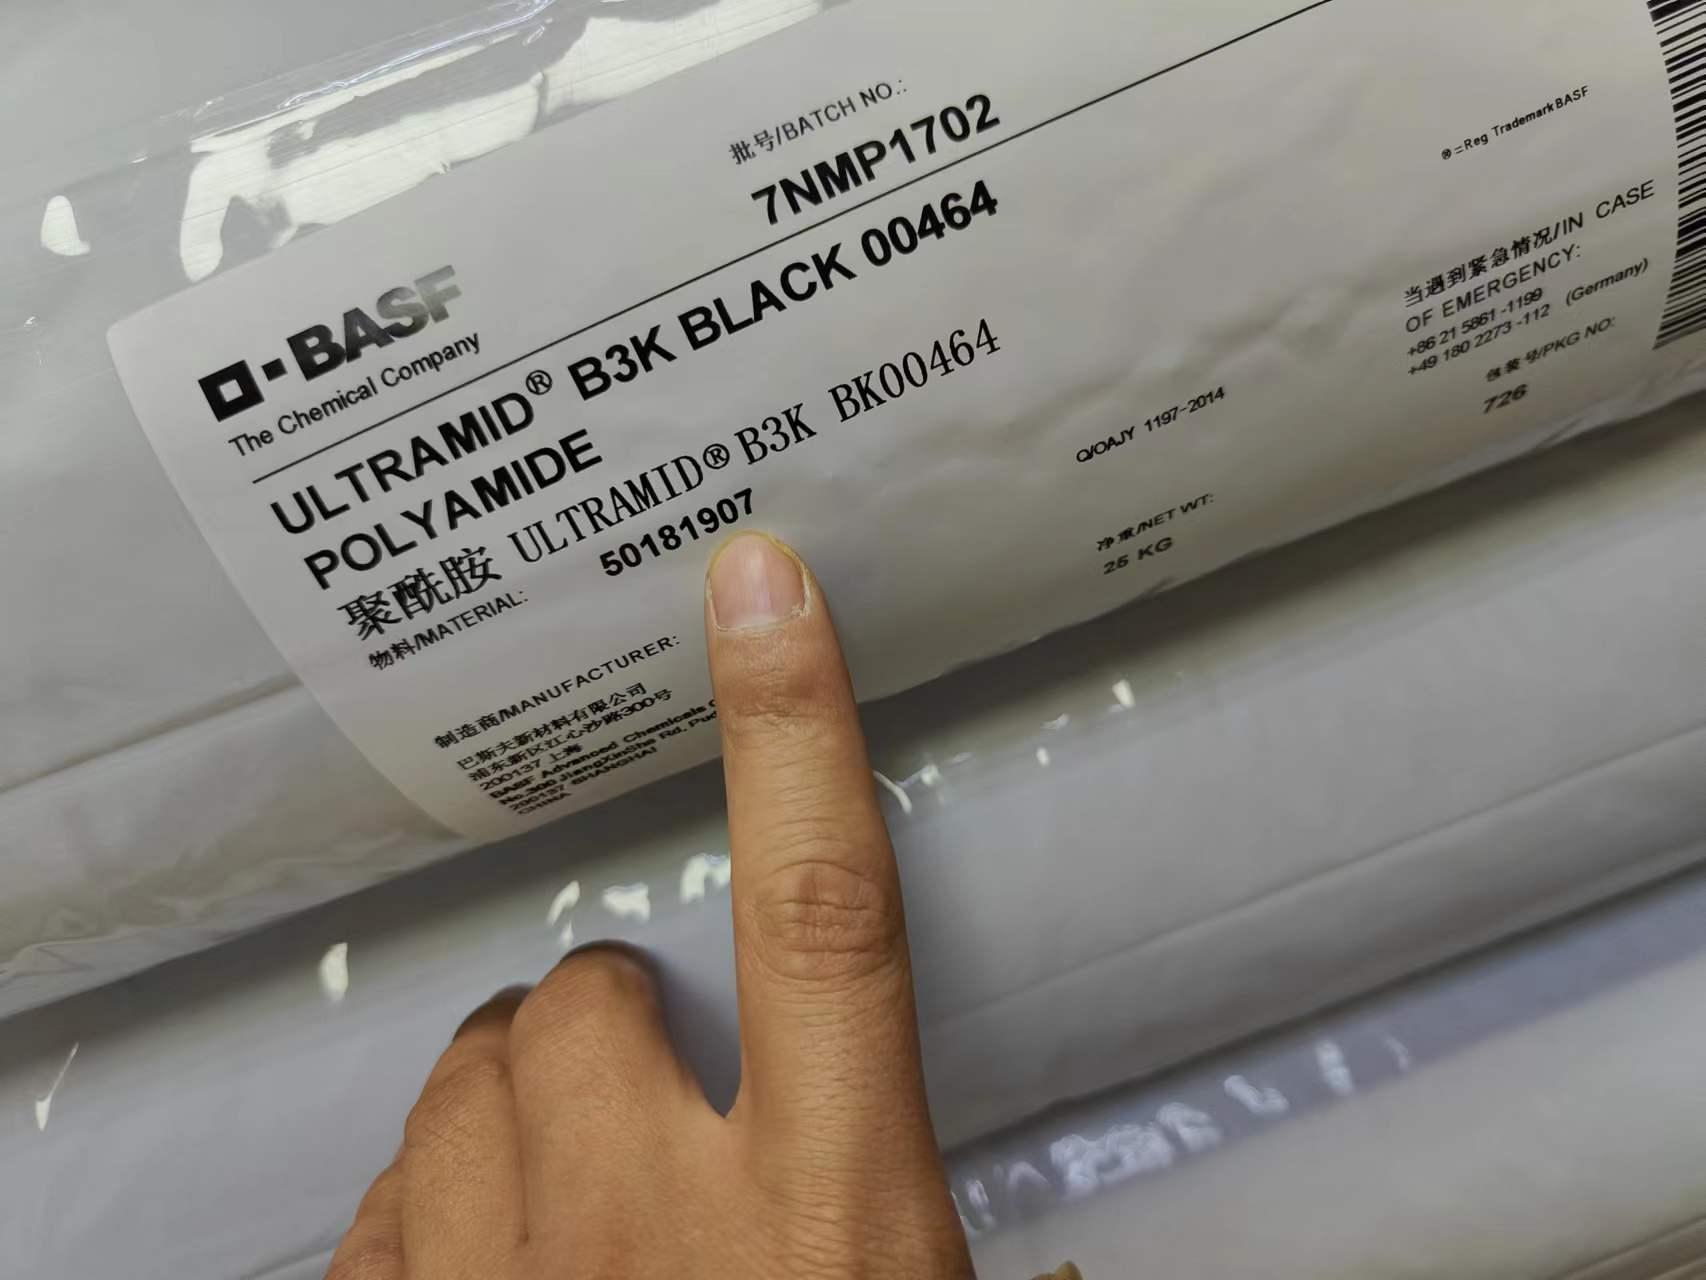 BASF
The Chemical Company
批号/BATCH NO.:
7NMP1702
ULTRAMID® B3K BLACK 00464
POLYAMIDE
聚酰胺 ULTRAMID® B3K BK00464
物料/MATERIAL:
50181907
制造商/MANUFACTURER:
巴斯夫新材料有限公司
浦东新区江心沙路300号
200137 上海
BASF Advanced Chemicals
No.300 JiangXinSha Rd,
200137 SHANGHAI
CHINA
Q/OAJY 1197-2014
净重/NET WT:
25 KG
®=Reg TrademarkBASF
当遇到紧急情况/IN CASE
OF EMERGENCY:
+86 21 5861-1199
+49 180 2273-112 (Germany)
包装号/PKG NO:
726